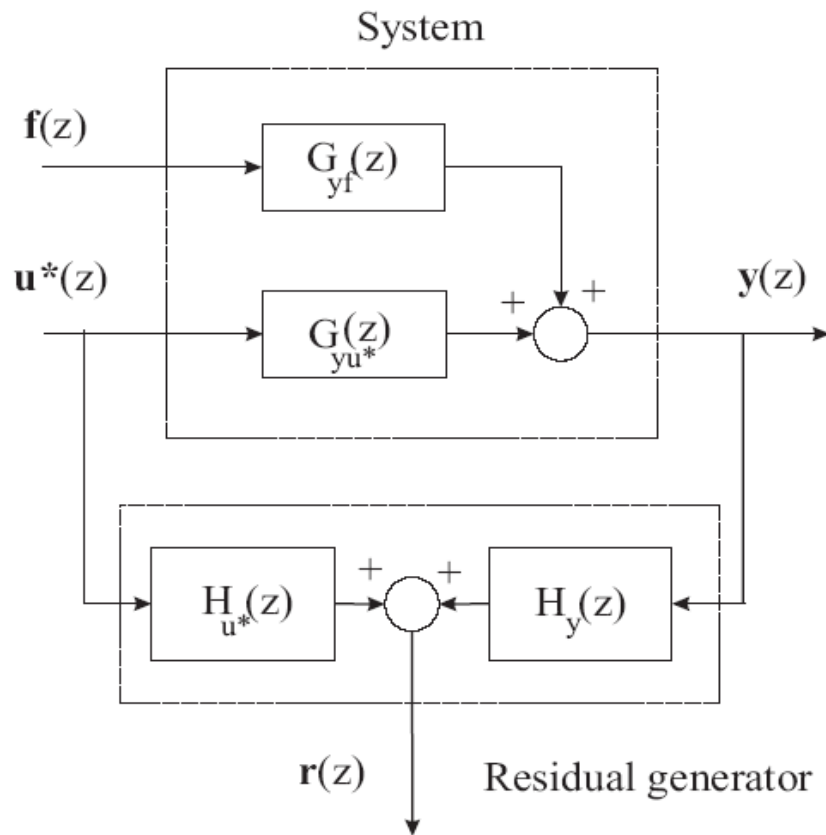 System
f(z)
G_yf(z)
u*(z)
G_yu*(z)
+
+
y(z)
H_u*(z)
+
+
H_y(z)
r(z)
Residual generator